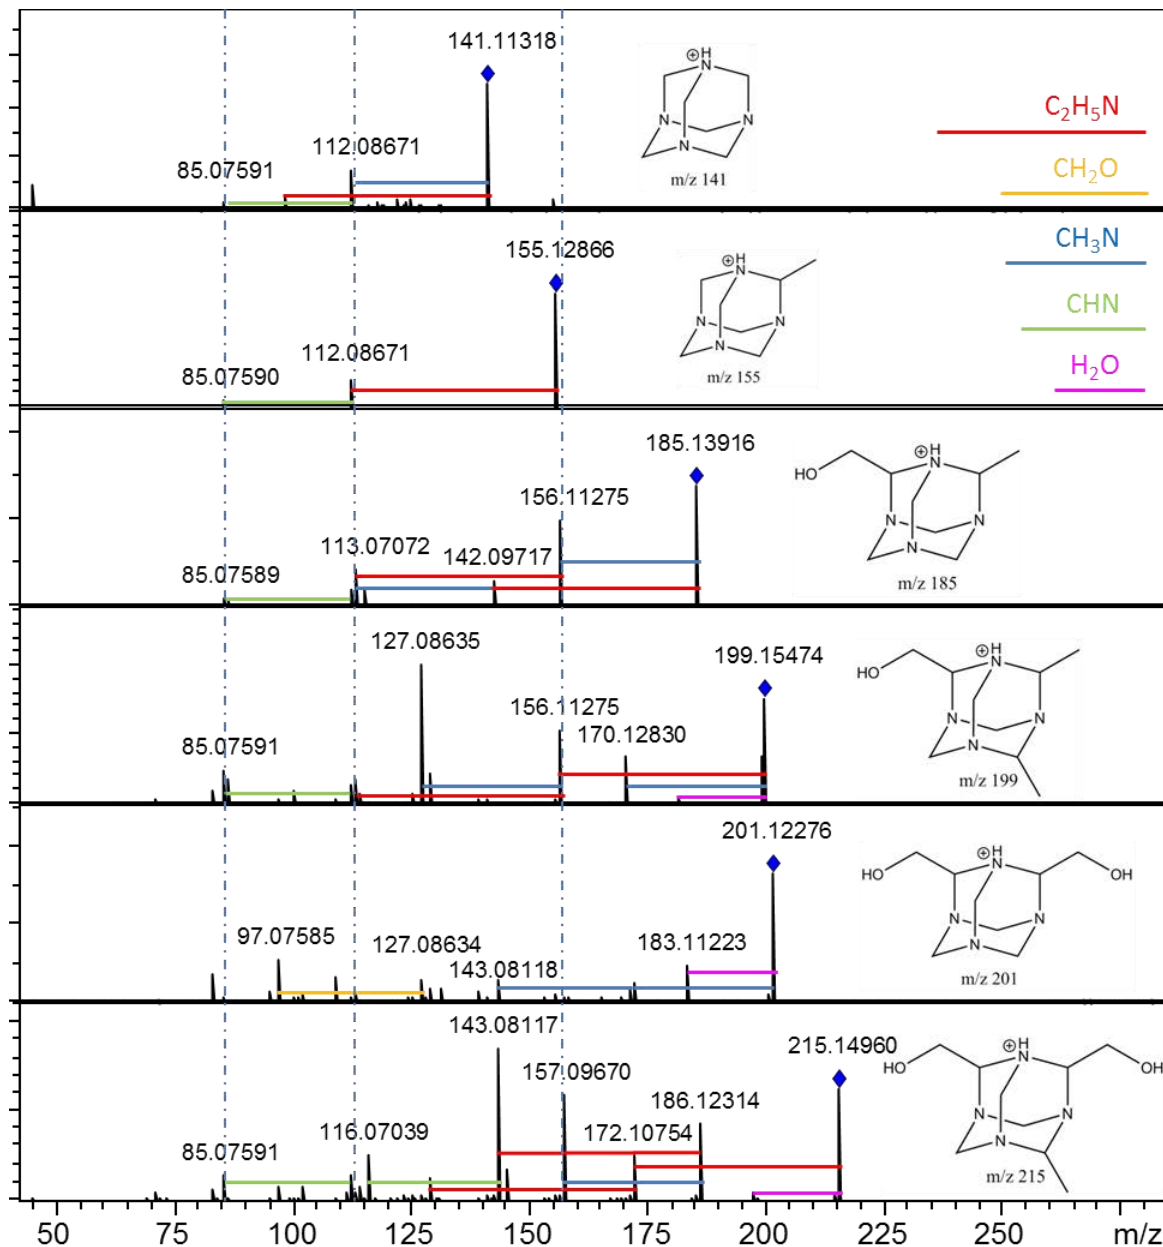 141.11318
112.08671
85.07591
⊕H
N
N
N
N
m/z 141
C₂H₅N
CH₂O
155.12866
112.08671
85.07590
⊕H
N
N
N
N
m/z 155
CH₃N
CHN
H₂O
185.13916
156.11275
113.07072
142.09717
85.07589
HO
⊕H
N
N
N
N
m/z 185
127.08635
199.15474
156.11275
170.12830
85.07591
HO
⊕H
N
N
N
N
m/z 199
201.12276
97.07585
127.08634
143.08118
183.11223
HO
⊕H
N
OH
N
N
N
m/z 201
143.08117
215.14960
157.09670
186.12314
116.07039
172.10754
85.07591
HO
⊕H
N
OH
N
N
N
m/z 215
50 75 100 125 150 175 200 225 250 m/z